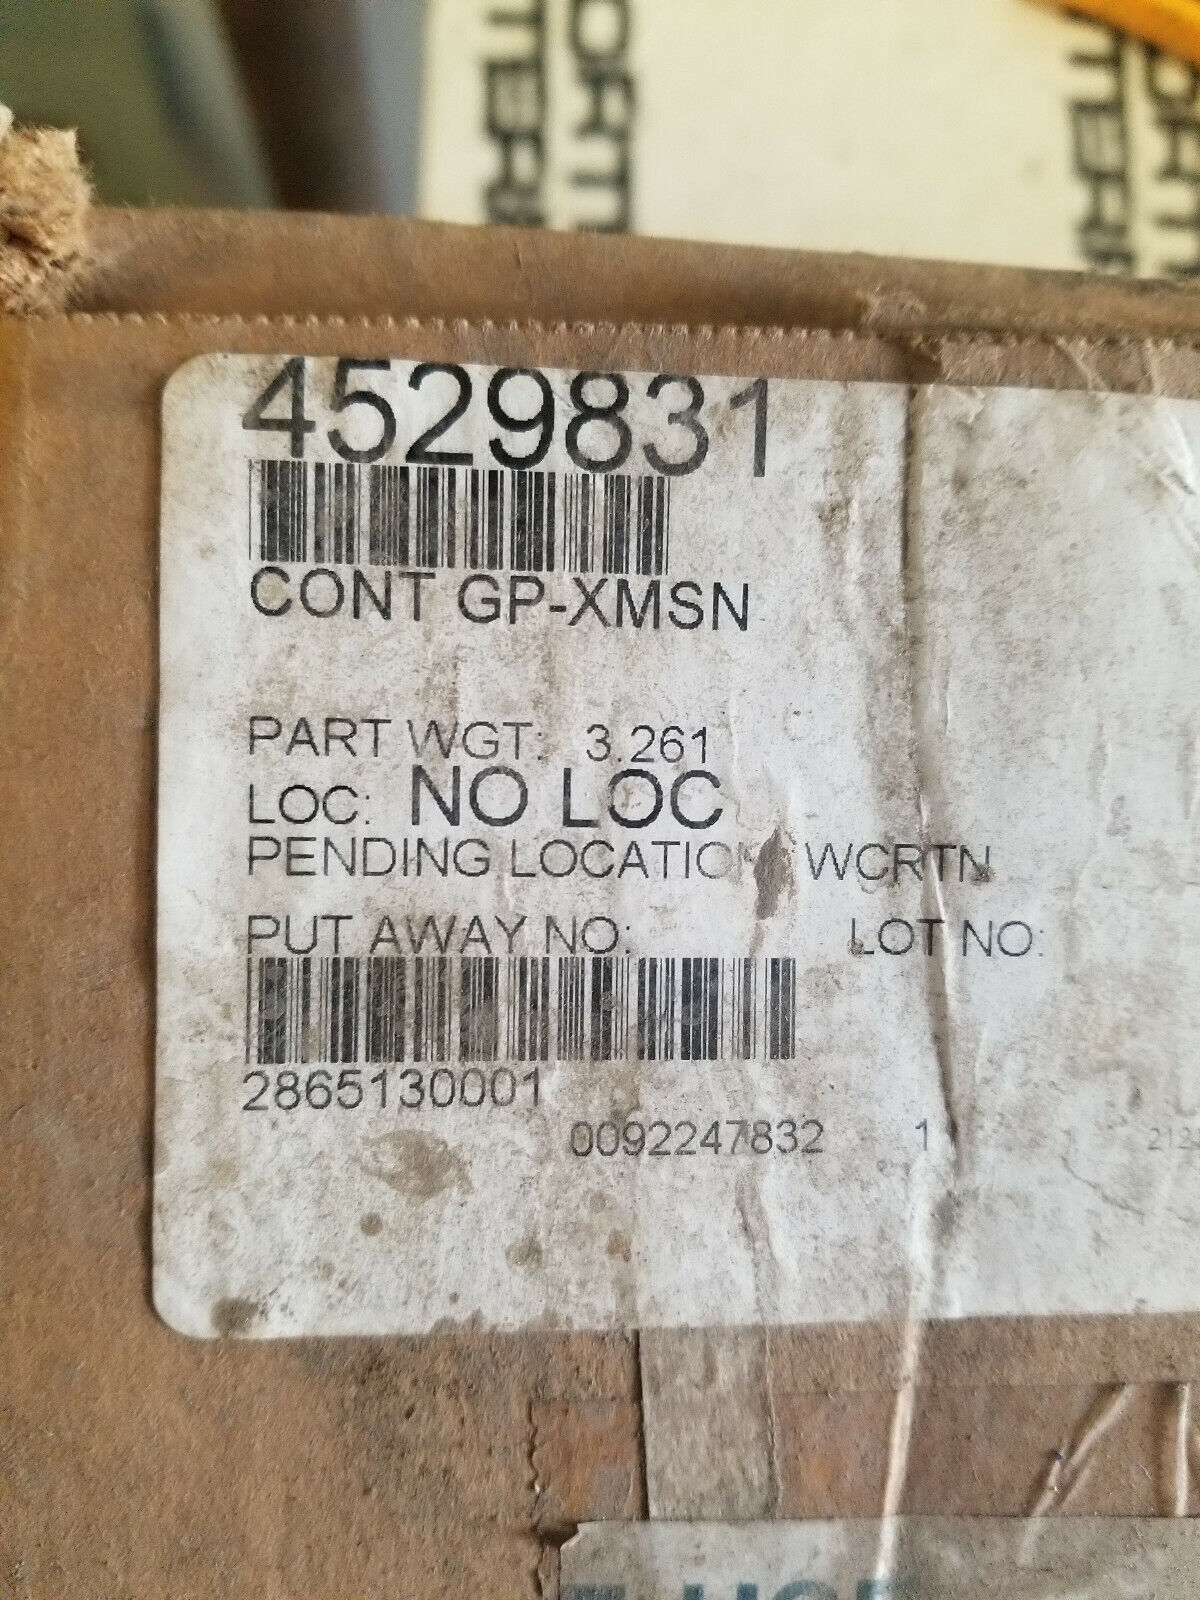 4529831
CONT GP-XMSN
PART WGT: 3.261
LOC: NO LOC
PENDING LOCATION WCRTN
PUT AWAY NO: LOT NO:
2865130001
0092247832 1 212